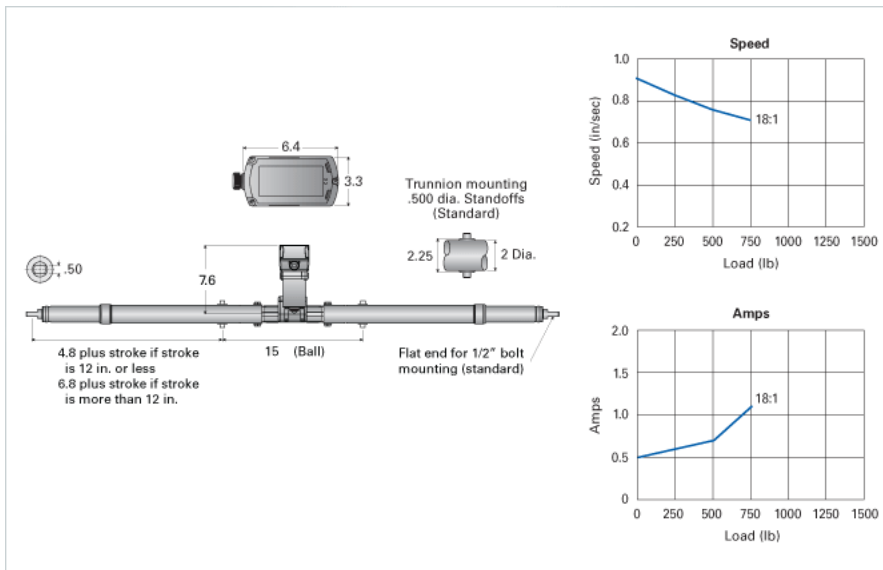 6.4
3.3
Trunnion mounting
.500 dia. Standoffs
(Standard)
2.25
2 Dia.
.50
7.6
4.8 plus stroke if stroke
is 12 in. or less
6.8 plus stroke if stroke
is more than 12 in.
15 (Ball)
Flat end for 1/2" bolt
mounting (standard)
Speed
Speed (in/sec)
1.0
0.8
0.6
0.4
0.2
18:1
0 250 500 750 1000 1250 1500
Load (lb)
Amps
Amps
2.0
1.5
1.0
0.5
0
18:1
0 250 500 750 1000 1250 1500
Load (lb)